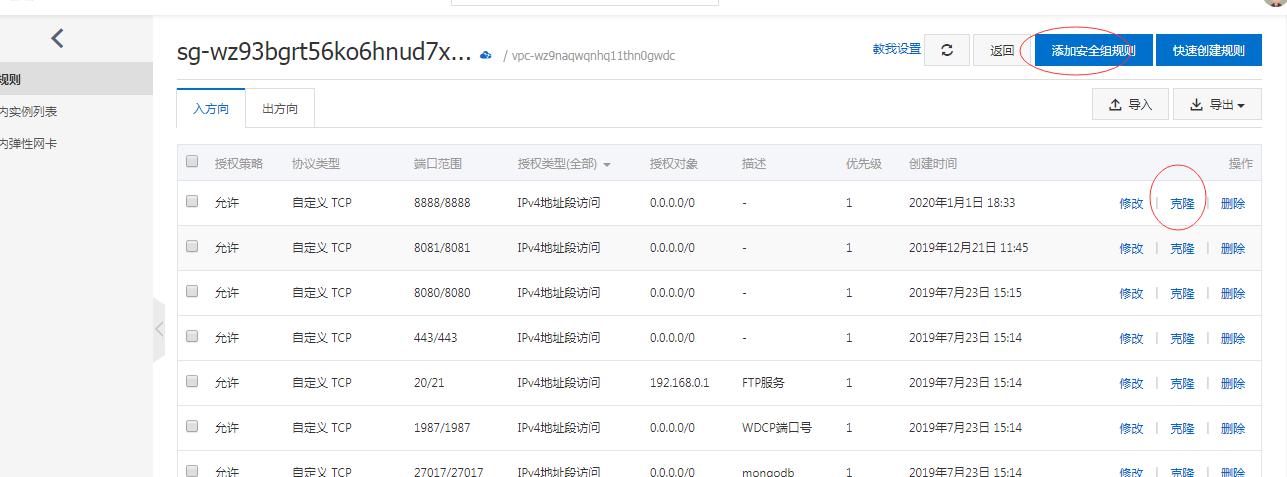 sg-wz93bgrt56ko6hnud7x... / vpc-wz9naqwqnhq11thn0gwdc 教我设置 返回 添加安全组规则 快速创建规则
规则
内实例列表
内弹性网卡
入方向 出方向 导入 导出
授权策略 协议类型 端口范围 授权类型(全部) 授权对象 描述 优先级 创建时间 操作
允许 自定义 TCP 8888/8888 IPv4地址段访问 0.0.0.0/0 - 1 2020年1月1日 18:33 修改 | 克隆 | 删除
允许 自定义 TCP 8081/8081 IPv4地址段访问 0.0.0.0/0 - 1 2019年12月21日 11:45 修改 | 克隆 | 删除
允许 自定义 TCP 8080/8080 IPv4地址段访问 0.0.0.0/0 - 1 2019年7月23日 15:15 修改 | 克隆 | 删除
允许 自定义 TCP 443/443 IPv4地址段访问 0.0.0.0/0 - 1 2019年7月23日 15:14 修改 | 克隆 | 删除
允许 自定义 TCP 20/21 IPv4地址段访问 192.168.0.1 FTP服务 1 2019年7月23日 15:14 修改 | 克隆 | 删除
允许 自定义 TCP 1987/1987 IPv4地址段访问 0.0.0.0/0 WDCP端口号 1 2019年7月23日 15:14 修改 | 克隆 | 删除
允许 自定义 TCP 27017/27017 IPv4地址段访问 0.0.0.0/0 mongodb 1 2019年7月23日 15:14 修改 | 克隆 | 删除